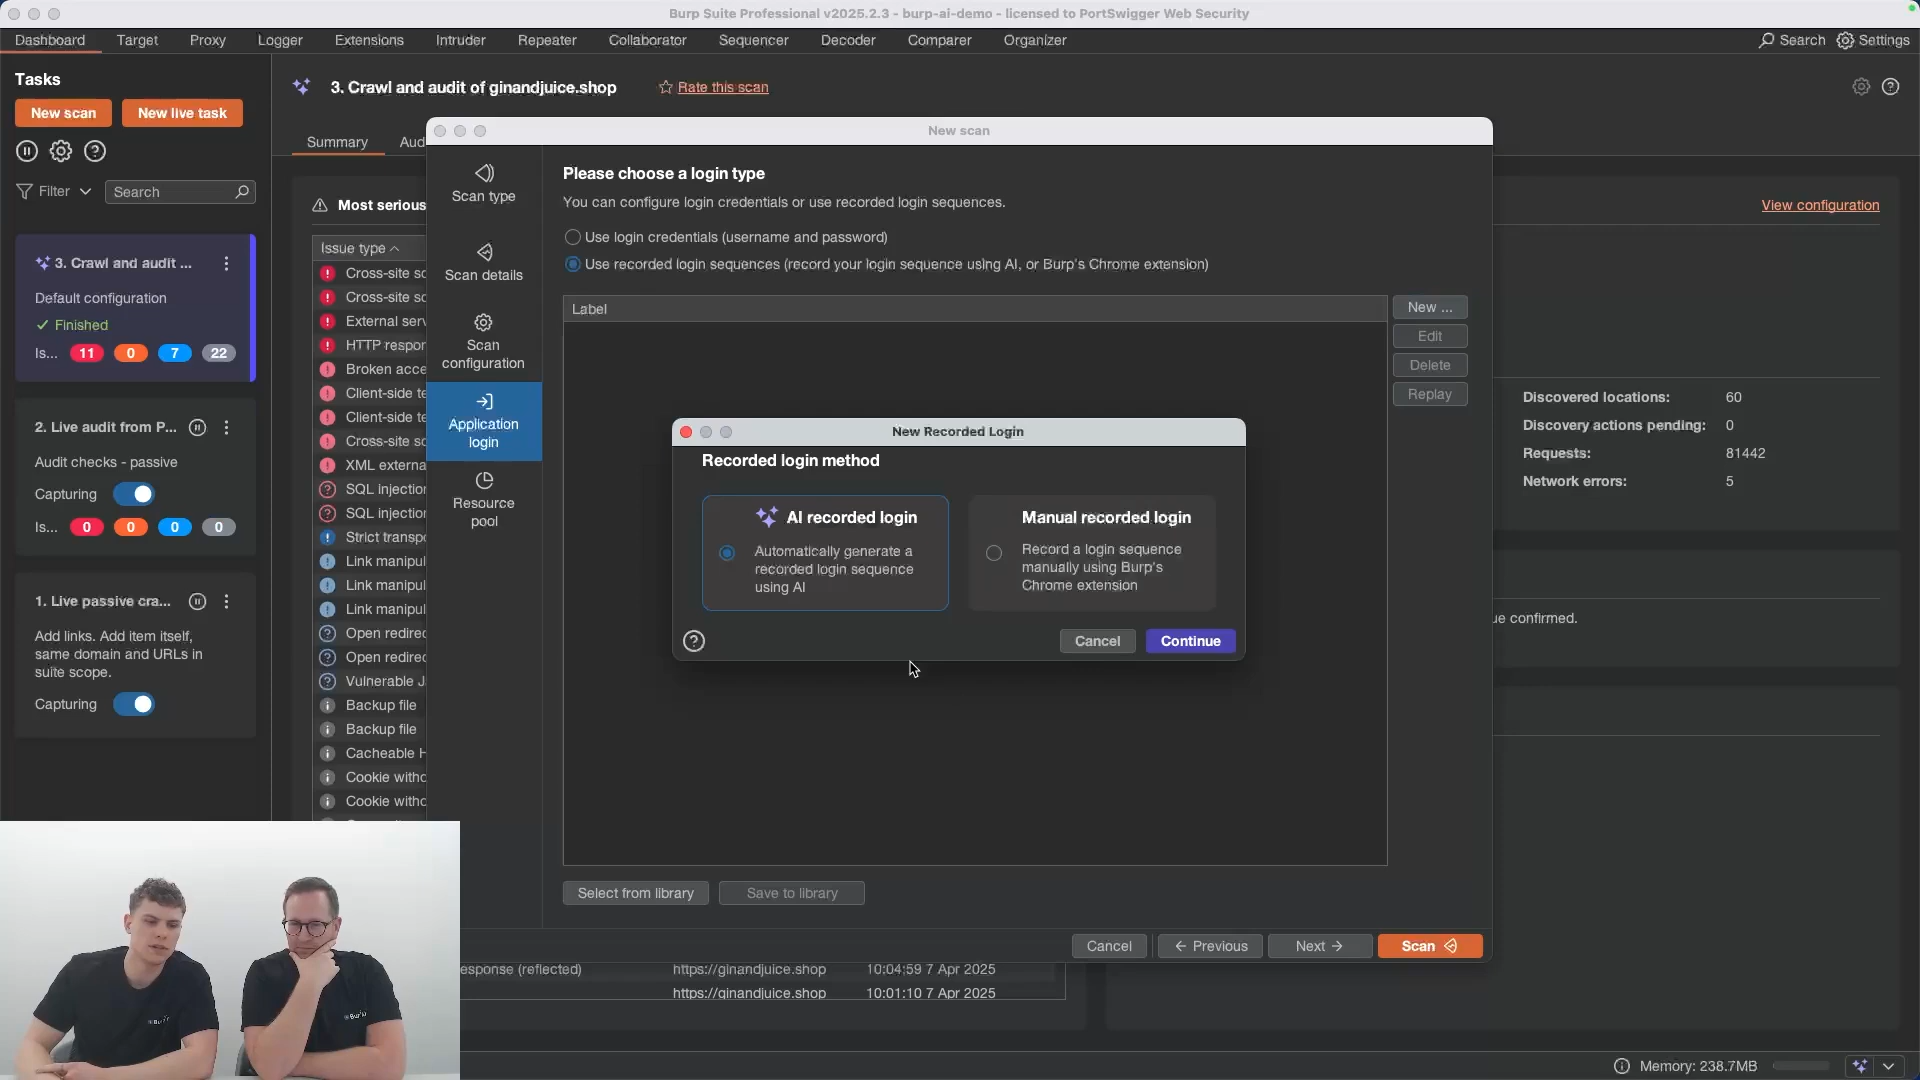 Burp Suite Professional v2025.2.3 - burp-ai-demo - licensed to PortSwigger Web Security
Dashboard Target Proxy Logger Extensions Intruder Repeater Collaborator Sequencer Decoder Comparer Organizer Search Settings
Tasks
New scan New live task
Filter Search
3. Crawl and audit ...
Default configuration
Finished
Is... 11 0 7 22
2. Live audit from P...
Audit checks - passive
Capturing
Is... 0 0 0 0
1. Live passive cra...
Add links. Add item itself,
same domain and URLs in
suite scope.
Capturing
3. Crawl and audit of ginandjuice.shop Rate this scan
Summary Aud
Most serious
View configuration
Issue type
Cross-site sc
Cross-site sc
External serv
HTTP respor
Broken acce
Client-side te
Client-side te
Cross-site sc
XML externa
SQL injection
SQL injection
Strict transpo
Link manipul
Link manipul
Link manipul
Open redirec
Open redirec
Vulnerable J
Backup file
Backup file
Cacheable H
Cookie witho
Cookie witho
Discovered locations: 60
Discovery actions pending: 0
Requests: 81442
Network errors: 5
ue confirmed.
New scan
Scan type
Scan details
Scan
configuration
Application
login
Resource
pool
Please choose a login type
You can configure login credentials or use recorded login sequences.
Use login credentials (username and password)
Use recorded login sequences (record your login sequence using AI, or Burp's Chrome extension)
Label
New ...
Edit
Delete
Replay
New Recorded Login
Recorded login method
AI recorded login
Automatically generate a
recorded login sequence
using AI
Manual recorded login
Record a login sequence
manually using Burp's
Chrome extension
Cancel Continue
Select from library Save to library
Cancel Previous Next Scan
esponse (reflected) https://ginandjuice.shop 10:04:59 7 Apr 2025
https://ginandjuice.shop 10:01:10 7 Apr 2025
Memory: 238.7MB